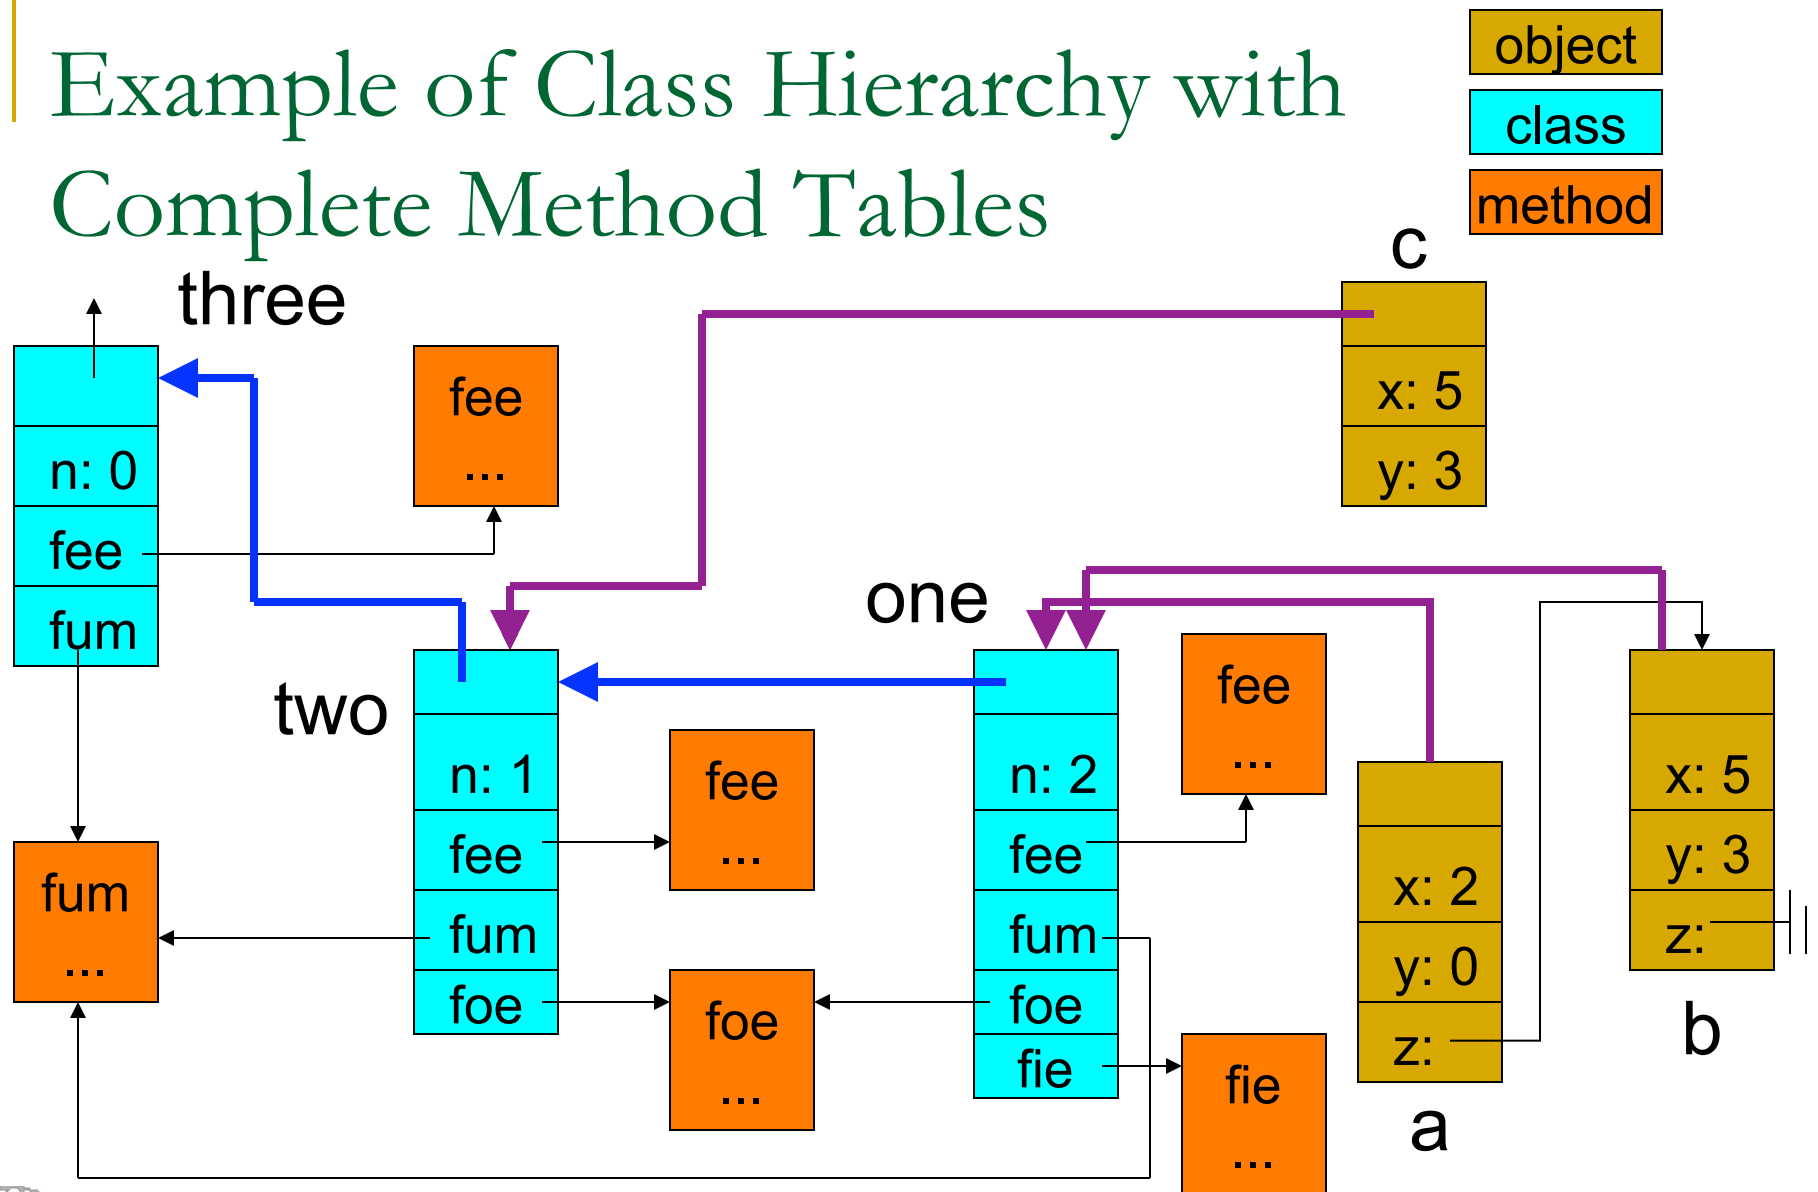 Example of Class Hierarchy with
Complete Method Tables
object
class
method
three
n: 0
fee
fum
fee
...
c
x: 5
y: 3
two
n: 1
fee
fum
foe
fee
...
foe
...
fum
...
one
n: 2
fee
fum
foe
fie
fee
...
fie
...
x: 2
y: 0
z:
a
x: 5
y: 3
z:
b